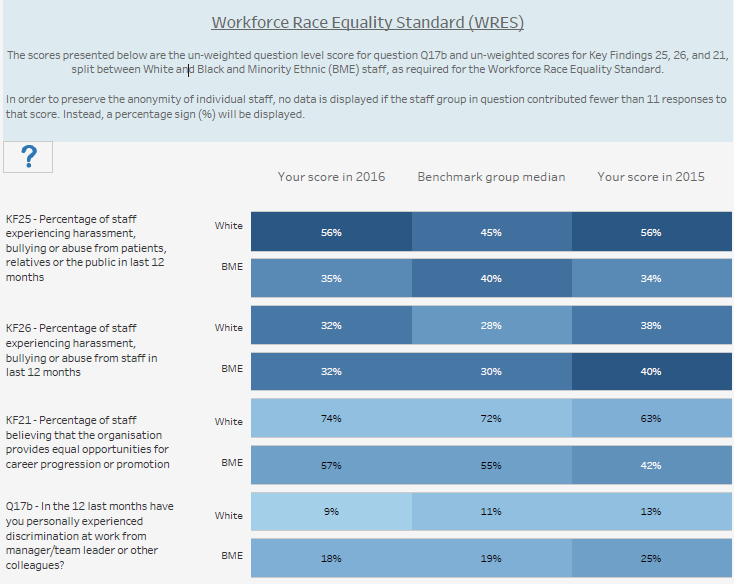 Workforce Race Equality Standard (WRES)
The scores presented below are the un-weighted question level score for question Q17b and un-weighted scores for Key Findings 25, 26, and 21,
split between White and Black and Minority Ethnic (BME) staff, as required for the Workforce Race Equality Standard.
In order to preserve the anonymity of individual staff, no data is displayed if the staff group in question contributed fewer than 11 responses to
that score. Instead, a percentage sign (%) will be displayed.
?
Your score in 2016 Benchmark group median Your score in 2015
KF25 - Percentage of staff
experiencing harassment,
bullying or abuse from patients,
relatives or the public in last 12
months
White 56% 45% 56%
BME 35% 40% 34%
KF26 - Percentage of staff
experiencing harassment,
bullying or abuse from staff in
last 12 months
White 32% 28% 38%
BME 32% 30% 40%
KF21 - Percentage of staff
believing that the organisation
provides equal opportunities for
career progression or promotion
White 74% 72% 63%
BME 57% 55% 42%
Q17b - In the 12 last months have
you personally experienced
discrimination at work from
manager/team leader or other
colleagues?
White 9% 11% 13%
BME 18% 19% 25%